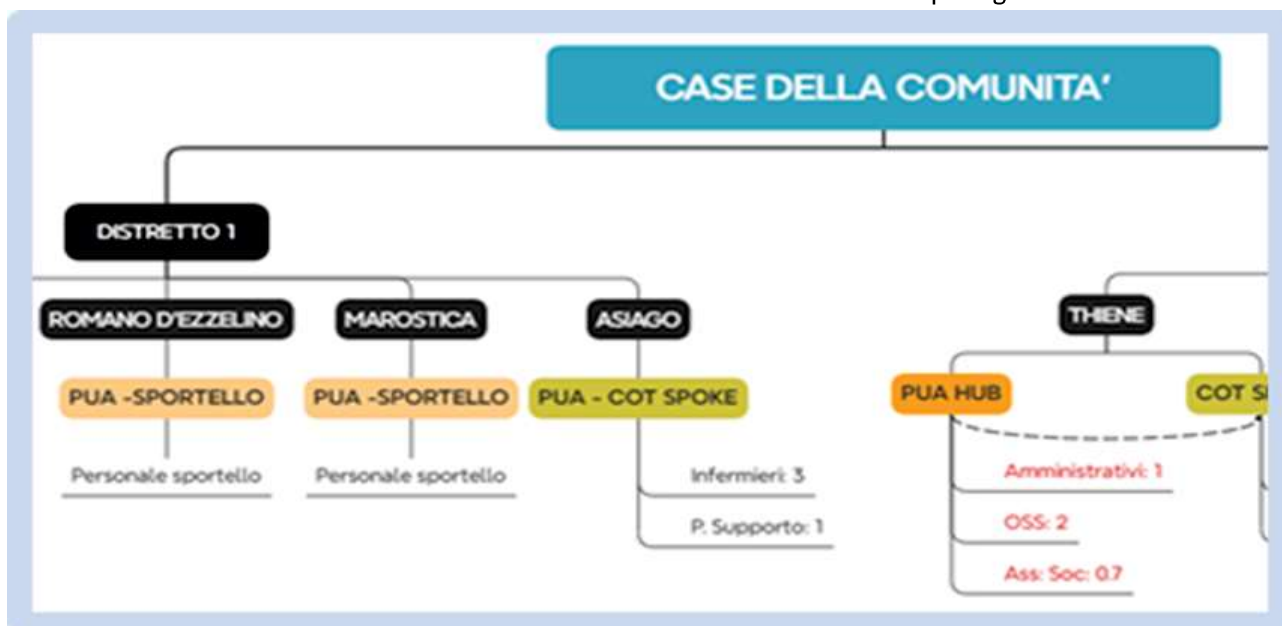 CASE DELLA COMUNITA'
DISTRETTO 1
ROMANO D'EZZELINO
MAROSTICA
ASIAGO
THIENE
PUA -SPORTELLO
PUA -SPORTELLO
PUA - COT SPOKE
PUA HUB
COT
Personale sportello
Personale sportello
Infermieri: 3
P. Supporto: 1
Amministrativi: 1
OSS: 2
Ass: Soc: 0.7